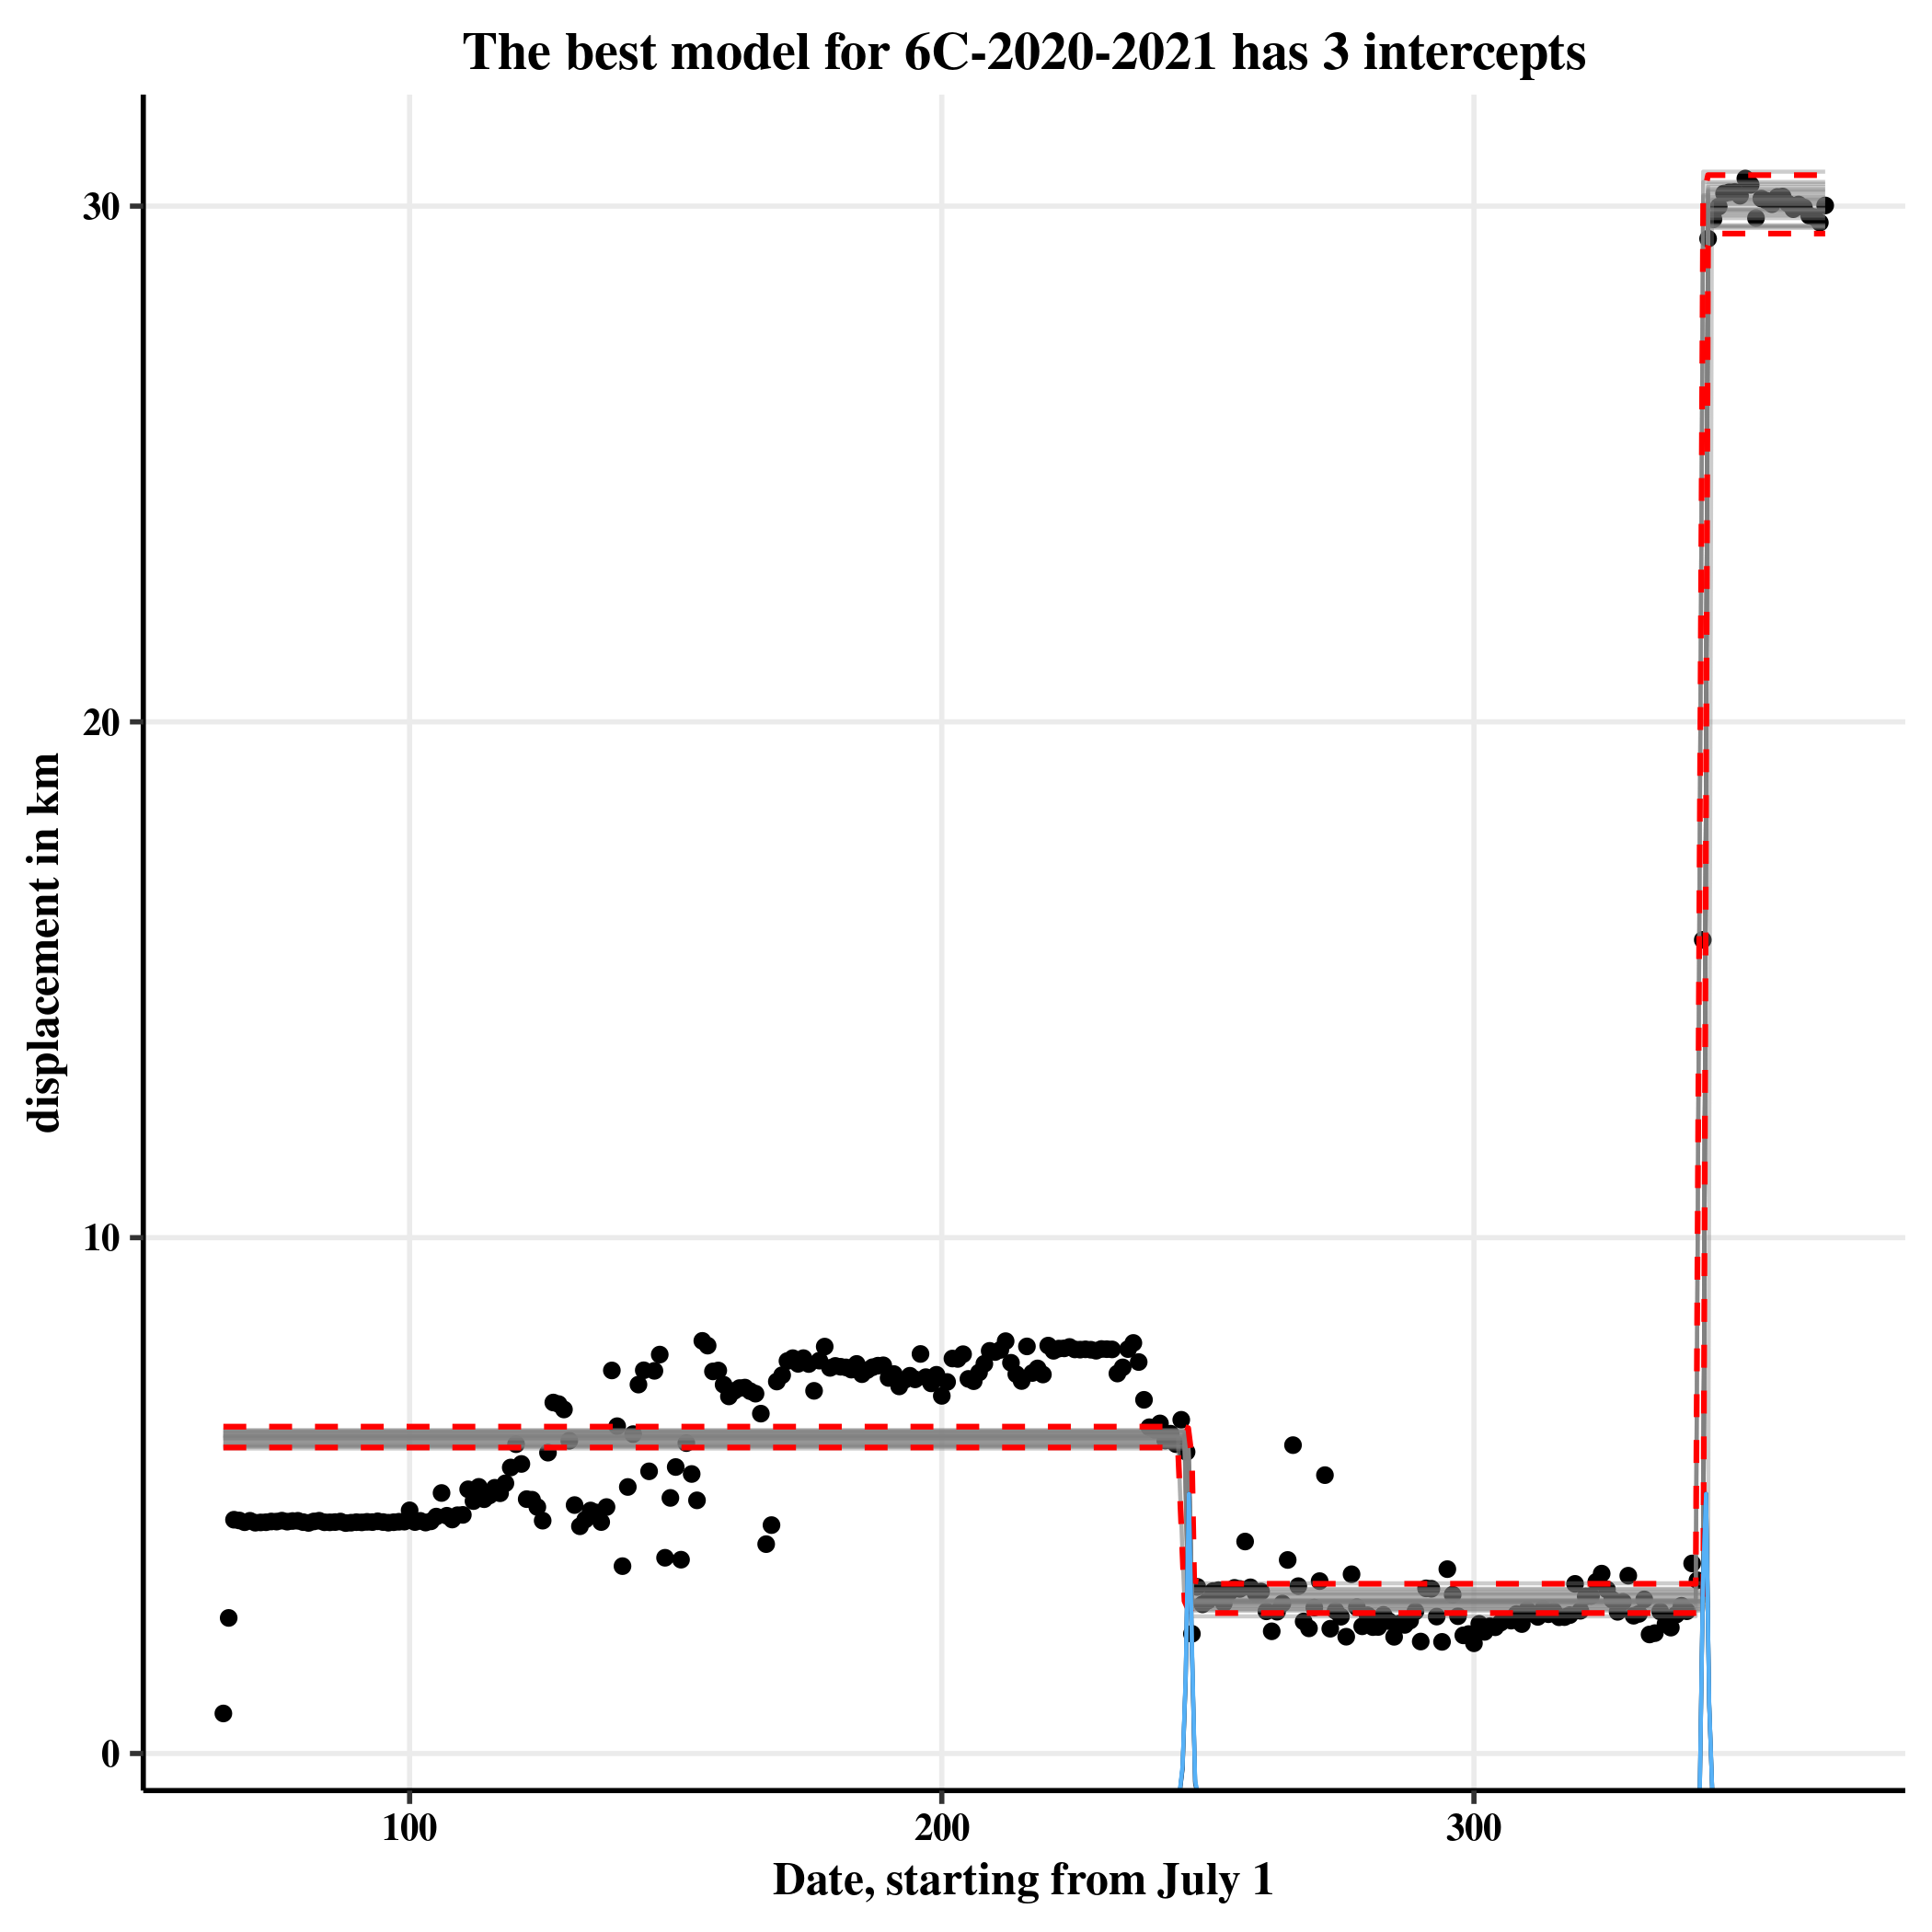 The best model for 6C-2020-2021 has 3 intercepts
displacement in km
30
20
10
0
100 200 300
Date, starting from July 1